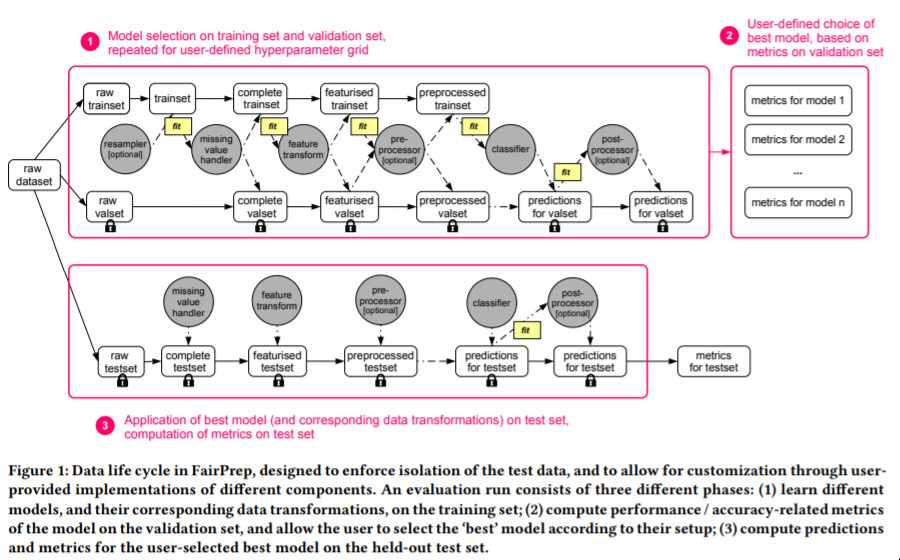 1 Model selection on training set and validation set,
repeated for user-defined hyperparameter grid
2 User-defined choice of
best model, based on
metrics on validation set
raw
dataset
raw
trainset
trainset
complete
trainset
featurised
trainset
preprocessed
trainset
fit
fit
fit
fit
resampler
[optional]
missing
value
handler
feature
transform
pre-
processor
[optional]
classifier
post-
processor
[optional]
fit
raw
valset
complete
valset
featurised
valset
preprocessed
valset
predictions
for valset
predictions
for valset
metrics for model 1
metrics for model 2
...
metrics for model n
missing
value
handler
feature
transform
pre-
processor
[optional]
classifier
post-
processor
[optional]
fit
raw
testset
complete
testset
featurised
testset
preprocessed
testset
predictions
for testset
predictions
for testset
metrics
for testset
3 Application of best model (and corresponding data transformations) on test set,
computation of metrics on test set
Figure 1: Data life cycle in FairPrep, designed to enforce isolation of the test data, and to allow for customization through user-
provided implementations of different components. An evaluation run consists of three different phases: (1) learn different
models, and their corresponding data transformations, on the training set; (2) compute performance / accuracy-related metrics
of the model on the validation set, and allow the user to select the ‘best’ model according to their setup; (3) compute predictions
and metrics for the user-selected best model on the held-out test set.